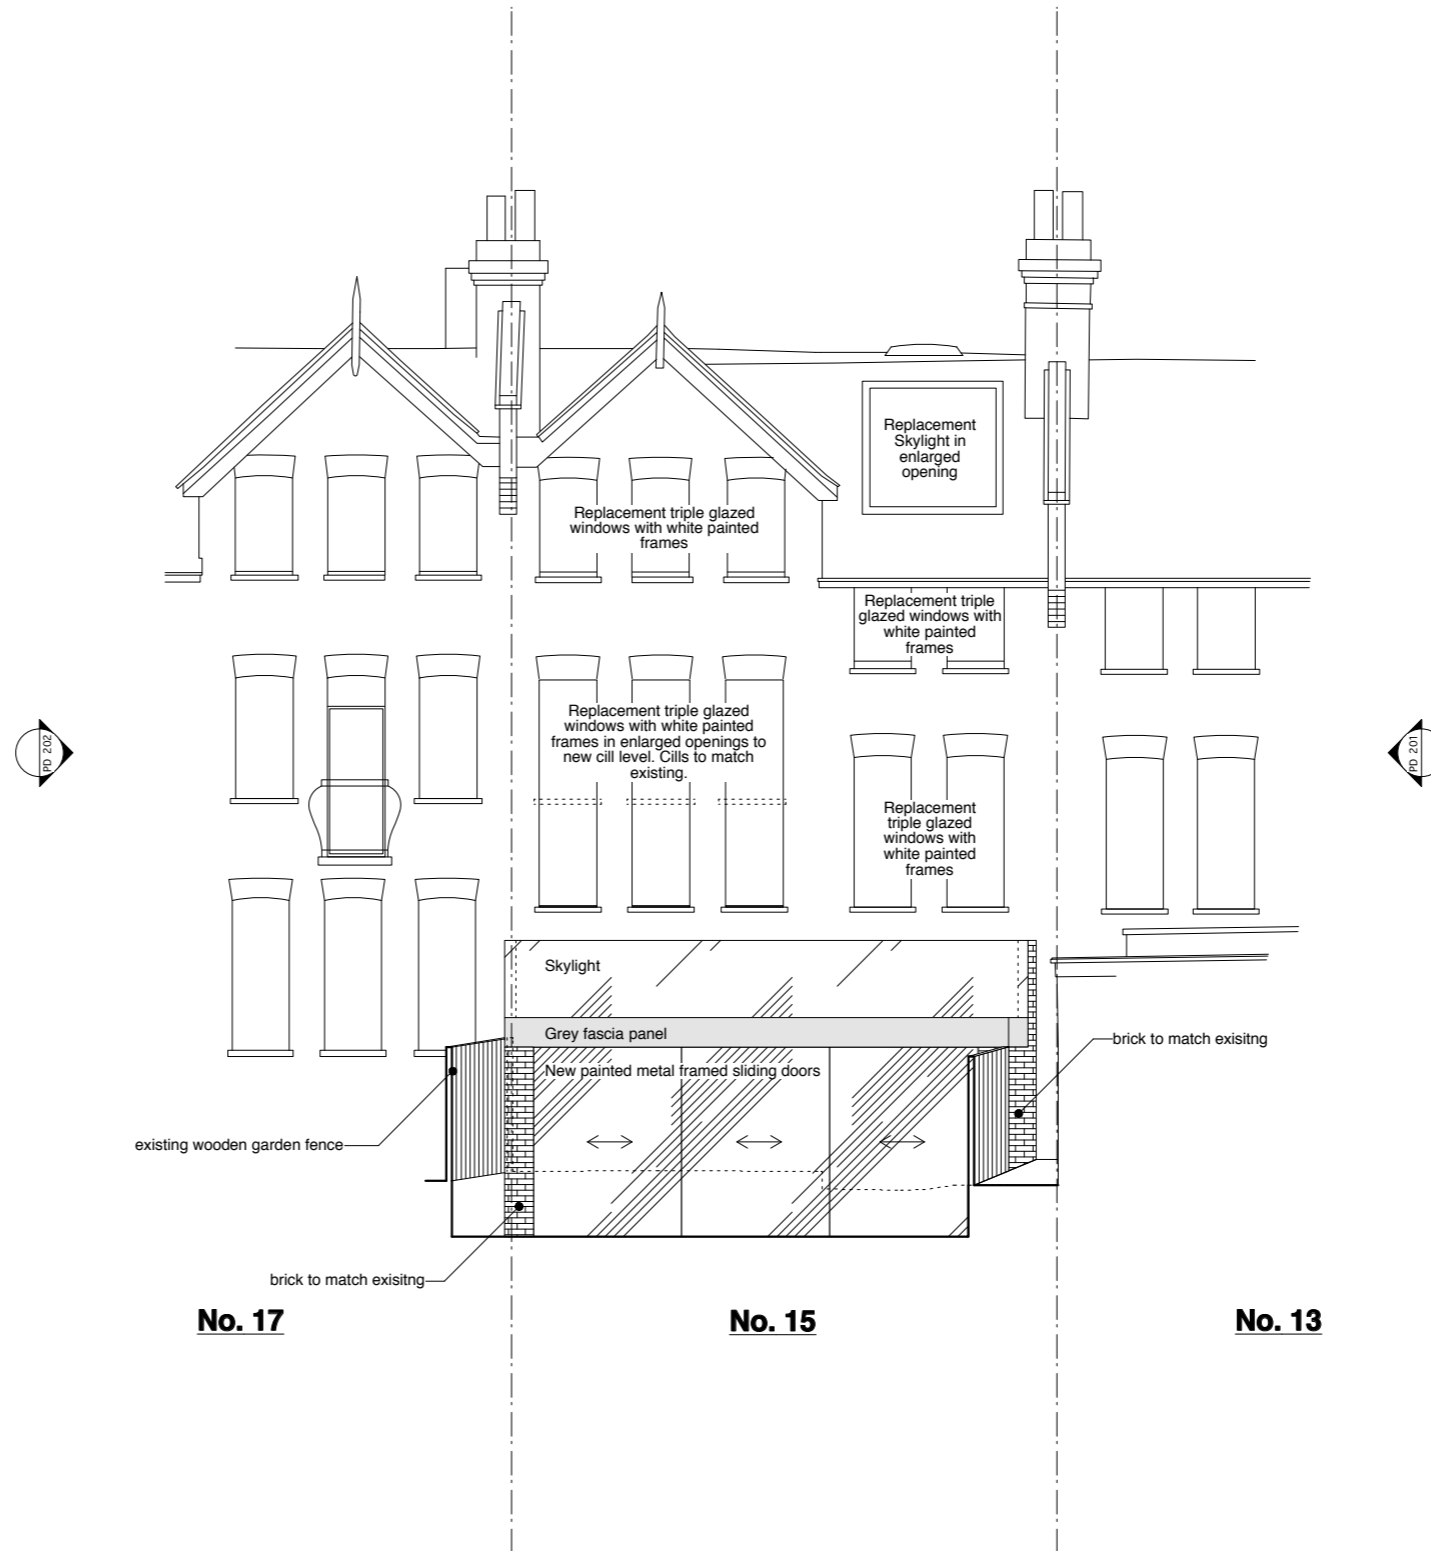 Replacement
Skylight in
enlarged
opening
Replacement triple glazed
windows with white painted
frames
Replacement triple
glazed windows with
white painted
frames
Replacement triple glazed
windows with white painted
frames in enlarged openings to
new cill level. Cills to match
existing.
PD 202
PD 201
Replacement
triple glazed
windows with
white painted
frames
Skylight
Grey fascia panel
brick to match exisitng
New painted metal framed sliding doors
existing wooden garden fence
brick to match exisitng
No. 17
No. 15
No. 13